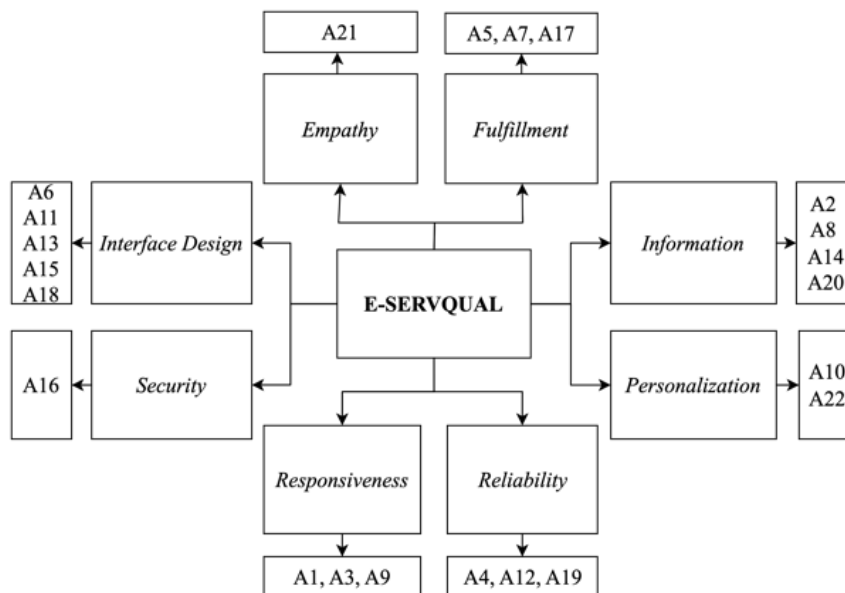 A21
A5, A7, A17
Empathy
Fulfillment
A6
A11
A13
A15
A18
Interface Design
Information
A2
A8
A14
A20
E-SERVQUAL
A16
Security
Personalization
A10
A22
Responsiveness
Reliability
A1, A3, A9
A4, A12, A19